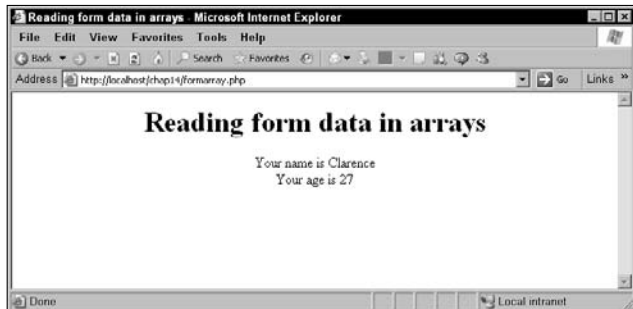 Reading form data in arrays - Microsoft Internet Explorer
File Edit View Favorites Tools Help
Back Search Favorites
Address http://localhost/chap14/formarray.php Go Links »
Reading form data in arrays
Your name is Clarence
Your age is 27
Done Local intranet